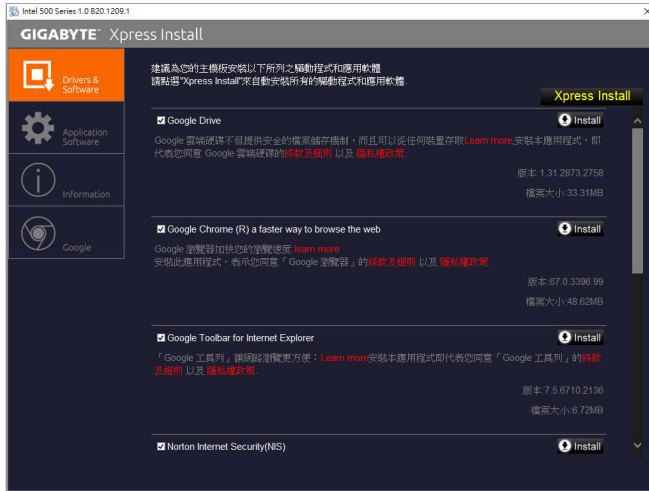 Intel 500 Series 1.0 B20.1209.1
GIGABYTE™ Xpress Install
Drivers & Software
Application Software
Information
Google
建議為您的主機板安裝以下所列之驅動程式和應用軟體
請點選"Xpress Install"來自動安裝所有的驅動程式和應用軟體.
Xpress Install
Google Drive
Install
Google 雲端硬碟不但提供安全的檔案儲存機制，而且可以從任何裝置存取Learn more,安裝本應用程式，即
代表您同意 Google 雲端硬碟的條款及細則 以及 隱私權政策.
版本:1.31.2873.2758
檔案大小:33.31MB
Google Chrome (R) a faster way to browse the web
Install
Google 瀏覽器加快您的瀏覽速度:learn more
安裝此應用程式，表示您同意「Google 瀏覽器」的條款及細則 以及 隱私權政策.
版本:67.0.3396.99
檔案大小:48.62MB
Google Toolbar for Internet Explorer
Install
「Google 工具列」讓網路瀏覽更方便：Learn more安裝本應用程式即代表您同意「Google 工具列」的條款
及細則 以及 隱私權政策.
版本:7.5.6710.2136
檔案大小:6.72MB
Norton Internet Security(NIS)
Install